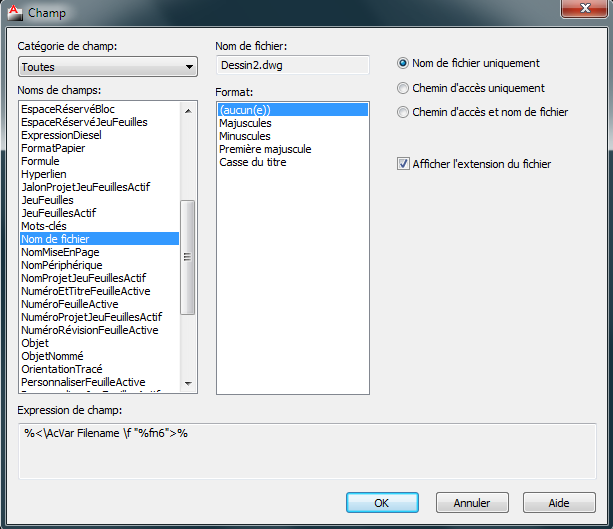 Champ
Catégorie de champ:
Toutes
Noms de champs:
EspaceRéservéBloc
EspaceRéservéJeuFeuilles
ExpressionDiesel
FormatPapier
Formule
Hyperlien
JalonProjetJeuFeuillesActif
JeuFeuilles
JeuFeuillesActif
Mots-clés
Nom de fichier
NomMiseEnPage
NomPériphérique
NomProjetJeuFeuillesActif
NuméroEtTitreFeuilleActive
NuméroFeuilleActive
NuméroProjetJeuFeuillesActif
NuméroRévisionFeuilleActive
Objet
ObjetNommé
OrientationTracé
PersonnaliserFeuilleActive
Nom de fichier:
Dessin2.dwg
Format:
(aucun(e))
Majuscules
Minuscules
Première majuscule
Casse du titre
Nom de fichier uniquement
Chemin d'accès uniquement
Chemin d'accès et nom de fichier
Afficher l'extension du fichier
Expression de champ:
%<\AcVar Filename \f "%fn6">%
OK
Annuler
Aide